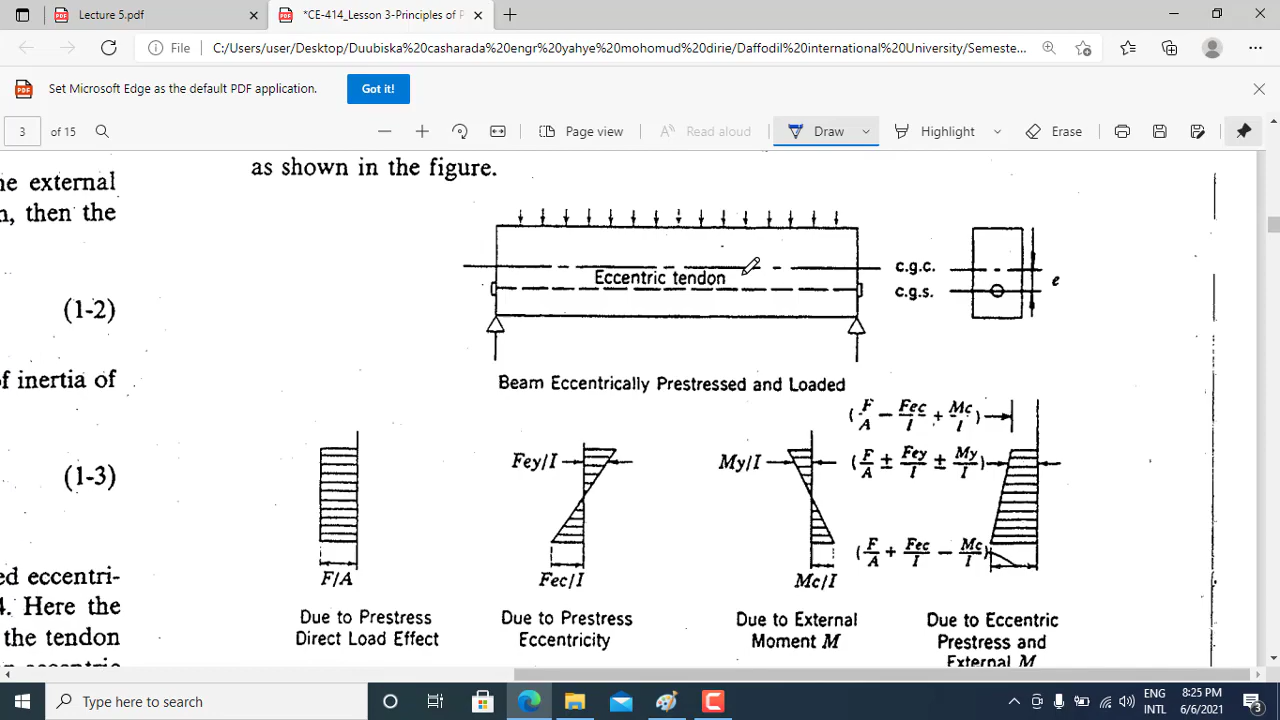 Lecture 5.pdf
*CE-414_Lesson 3-Principles of P
File
C:/Users/user/Desktop/Duubiska%20casharada%20engr%20yahye%20mohomud%20dirie/Daffodil%20international%20University/Semeste...
Set Microsoft Edge as the default PDF application.
Got it!
3
of 15
Page view
Read aloud
Draw
Highlight
Erase
as shown in the figure.
ne external
n, then the
(1-2)
of inertia of
(1-3)
ed eccentri-
4. Here the
the tendon
Eccentric tendon
c.g.c.
c.g.s.
e
Beam Eccentrically Prestressed and Loaded
(F/A - Fec/I + Mc/I)
Fey/I
My/I
(F/A ± Fey/I ± My/I)
(F/A + Fec/I - Mc/I)
F/A
Fec/I
Mc/I
Due to Prestress
Direct Load Effect
Due to Prestress
Eccentricity
Due to External
Moment M
Due to Eccentric
Prestress and
External M
Type here to search
ENG
INTL
8:25 PM
6/6/2021
3